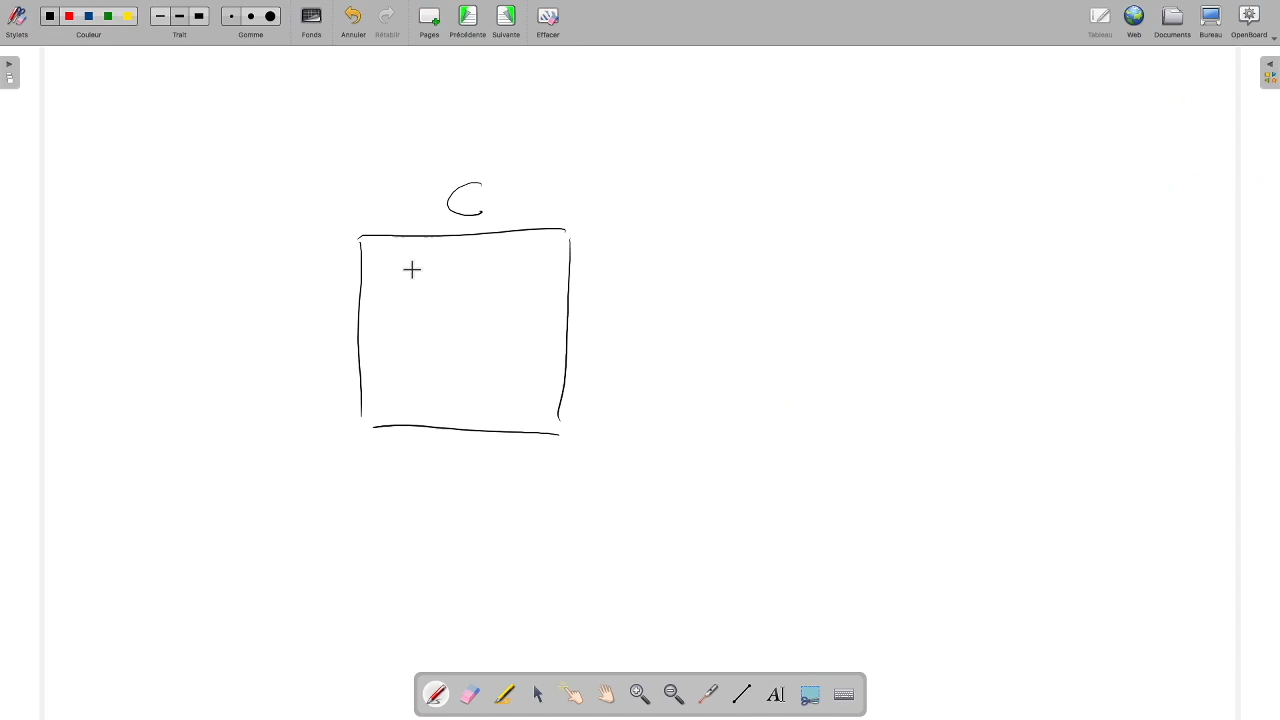 Stylets Couleur Trait Gomme Fonds Annuler Rétablir Pages Précédente Suivante Effacer Tableau Web Documents Bureau OpenBoard
C
A